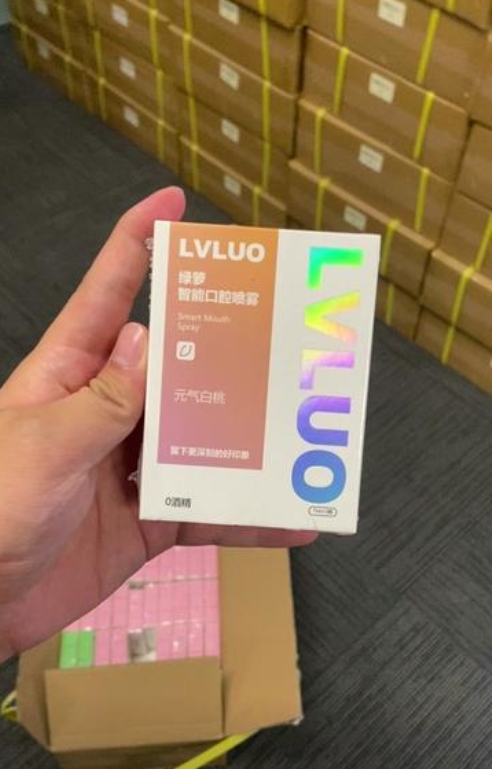 LVLUO
绿萝
智能口腔喷雾
Smart Mouth
Spray
元气白桃
留下更深刻的好印象
0酒精
LVLUO